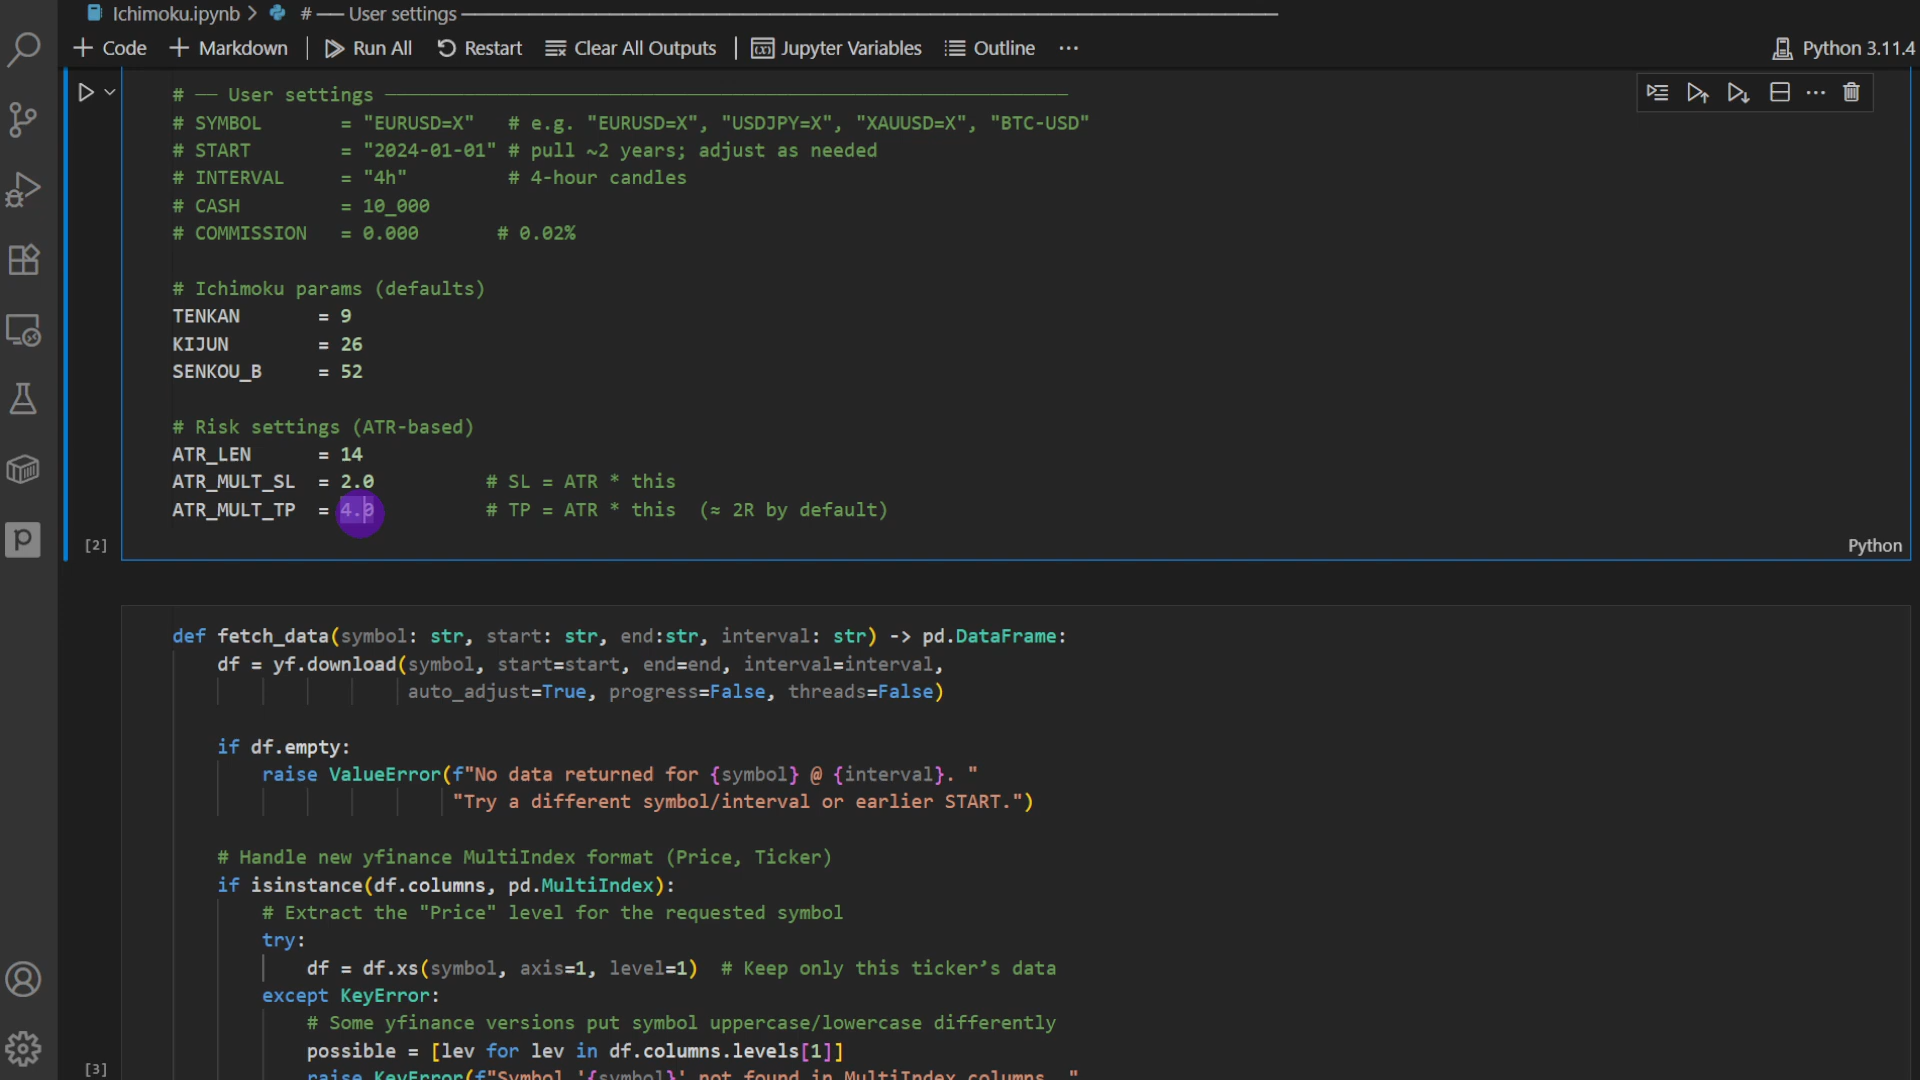 Ichimoku.ipynb > # —— User settings ————————————————————————
+ Code + Markdown | Run All Restart Clear All Outputs | Jupyter Variables Outline ···
Python 3.11.4
# —— User settings ————————————————————————
# SYMBOL = "EURUSD=X" # e.g. "EURUSD=X", "USDJPY=X", "XAUUSD=X", "BTC-USD"
# START = "2024-01-01" # pull ~2 years; adjust as needed
# INTERVAL = "4h" # 4-hour candles
# CASH = 10_000
# COMMISSION = 0.000 # 0.02%
# Ichimoku params (defaults)
TENKAN = 9
KIJUN = 26
SENKOU_B = 52
# Risk settings (ATR-based)
ATR_LEN = 14
ATR_MULT_SL = 2.0 # SL = ATR * this
ATR_MULT_TP = 4.0 # TP = ATR * this (≈ 2R by default)
[2]
Python
def fetch_data(symbol: str, start: str, end:str, interval: str) -> pd.DataFrame:
df = yf.download(symbol, start=start, end=end, interval=interval,
auto_adjust=True, progress=False, threads=False)
if df.empty:
raise ValueError(f"No data returned for {symbol} @ {interval}. "
"Try a different symbol/interval or earlier START.")
# Handle new yfinance MultiIndex format (Price, Ticker)
if isinstance(df.columns, pd.MultiIndex):
# Extract the "Price" level for the requested symbol
try:
df = df.xs(symbol, axis=1, level=1) # Keep only this ticker’s data
except KeyError:
# Some yfinance versions put symbol uppercase/lowercase differently
possible = [lev for lev in df.columns.levels[1]]
raise KeyError(f"Symbol '{symbol}' not found in MultiIndex columns. "
[3]